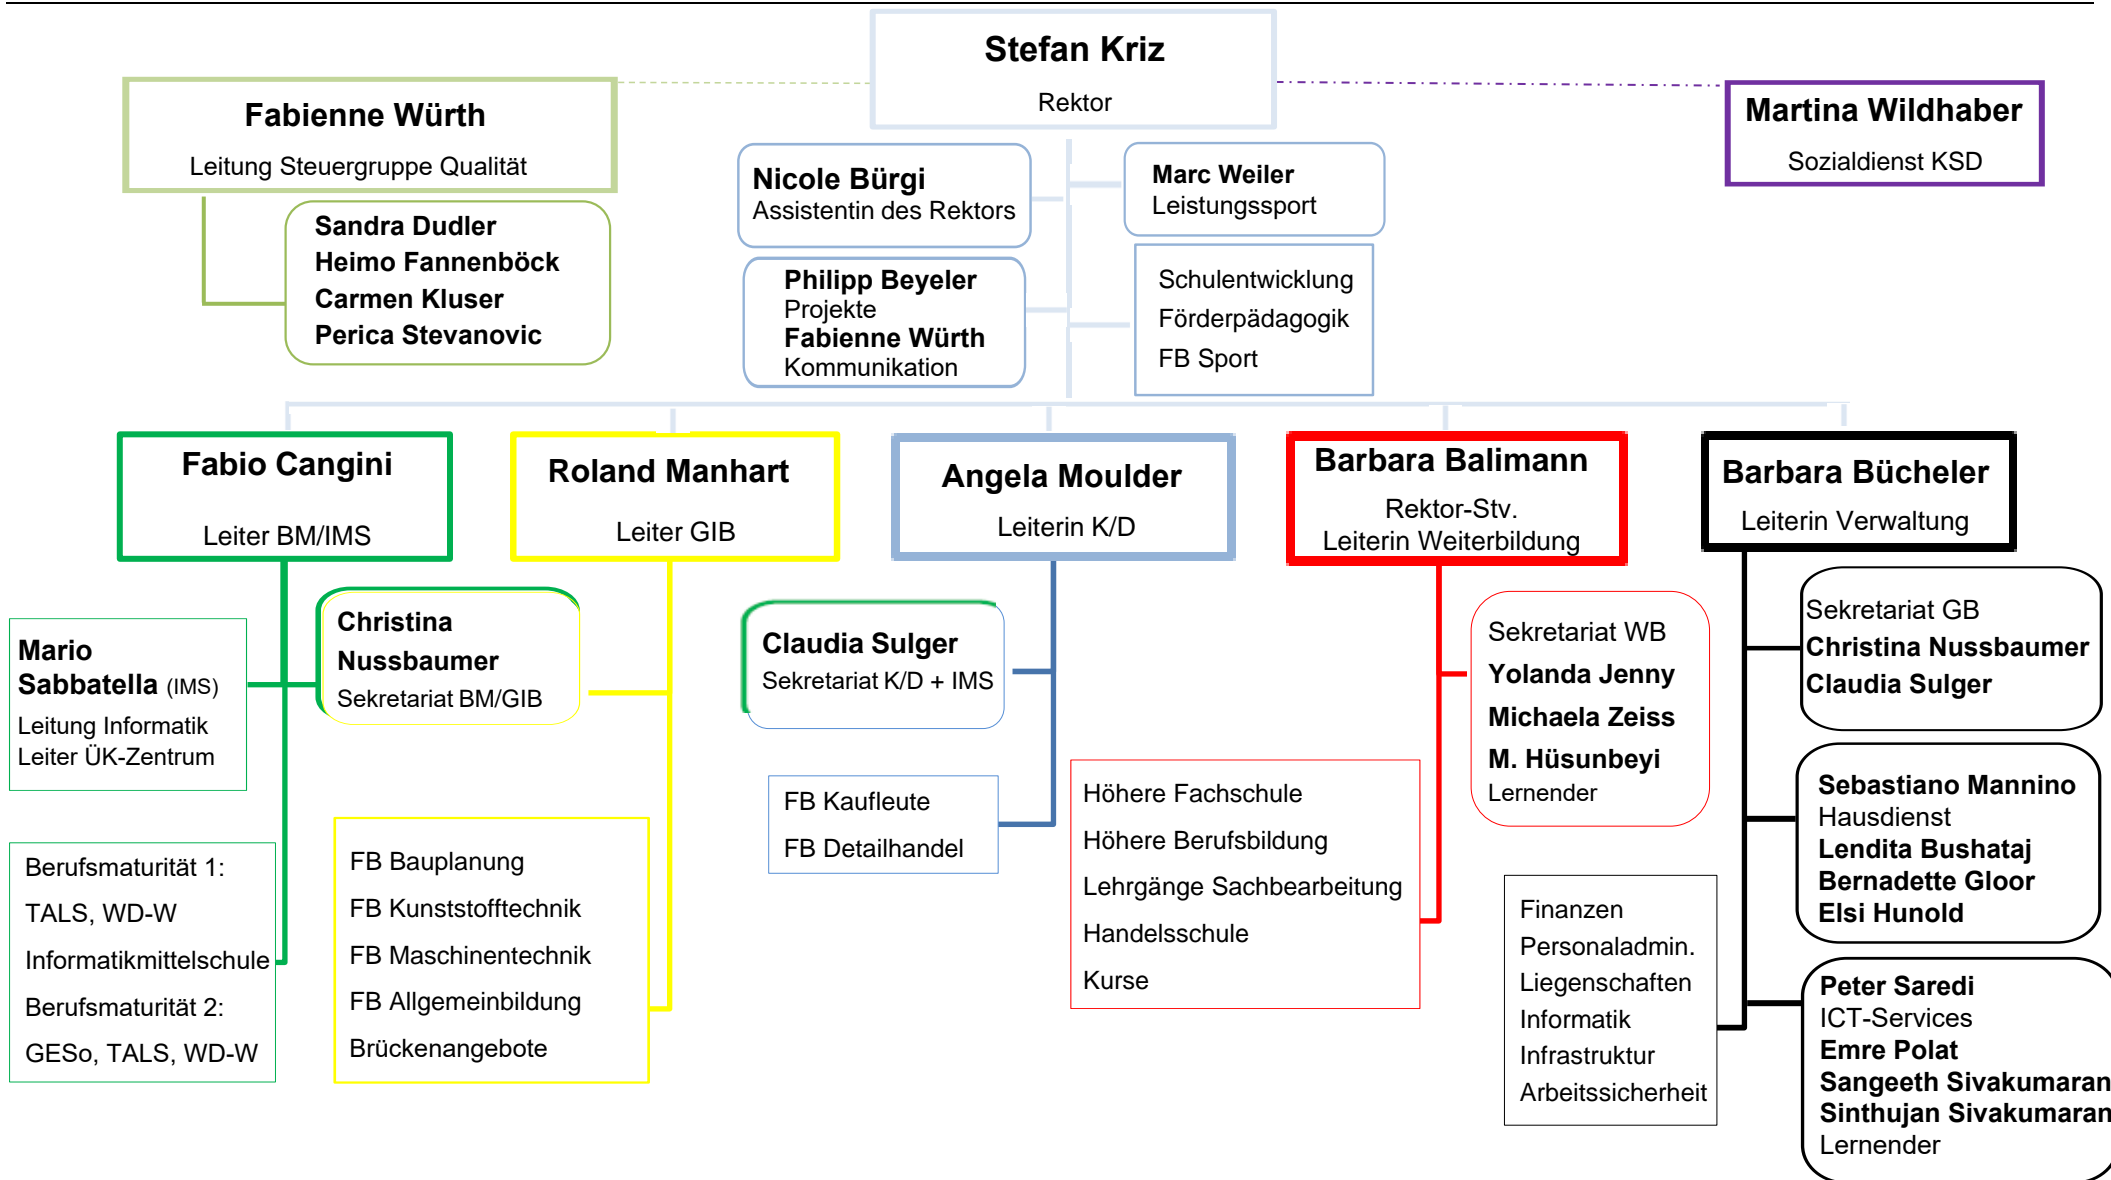 Stefan Kriz
Rektor
Fabienne Würth
Leitung Steuergruppe Qualität
Martina Wildhaber
Sozialdienst KSD
Sandra Dudler
Heimo Fannenböck
Carmen Kluser
Perica Stevanovic
Nicole Bürgi
Assistentin des Rektors
Marc Weiler
Leistungssport
Philipp Beyeler
Projekte
Fabienne Würth
Kommunikation
Schulentwicklung
Förderpädagogik
FB Sport
Fabio Cangini
Leiter BM/IMS
Roland Manhart
Leiter GIB
Angela Moulder
Leiterin K/D
Barbara Balimann
Rektor-Stv.
Leiterin Weiterbildung
Barbara Bücheler
Leiterin Verwaltung
Mario
Sabbatella (IMS)
Leitung Informatik
Leiter ÜK-Zentrum
Christina
Nussbaumer
Sekretariat BM/GIB
Claudia Sulger
Sekretariat K/D + IMS
Sekretariat WB
Yolanda Jenny
Michaela Zeiss
M. Hüsunbeyi
Lernender
Sekretariat GB
Christina Nussbaumer
Claudia Sulger
Berufsmaturität 1:
TALS, WD-W
Informatikmittelschule
Berufsmaturität 2:
GESo, TALS, WD-W
FB Bauplanung
FB Kunststofftechnik
FB Maschinentechnik
FB Allgemeinbildung
Brückenangebote
FB Kaufleute
FB Detailhandel
Höhere Fachschule
Höhere Berufsbildung
Lehrgänge Sachbearbeitung
Handelsschule
Kurse
Sebastiano Mannino
Hausdienst
Lendita Bushataj
Bernadette Gloor
Elsi Hunold
Finanzen
Personaladmin.
Liegenschaften
Informatik
Infrastruktur
Arbeitssicherheit
Peter Saredi
ICT-Services
Emre Polat
Sangeeth Sivakumaran
Sinthujan Sivakumaran
Lernender